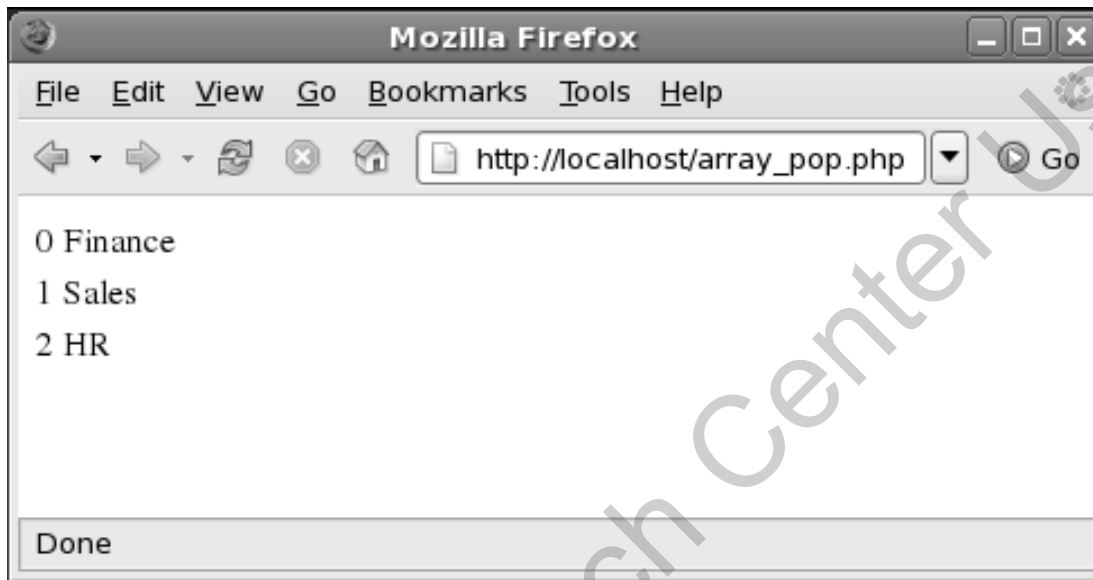 Mozilla Firefox
File Edit View Go Bookmarks Tools Help
http://localhost/array_pop.php Go
0 Finance
1 Sales
2 HR
Done
Center